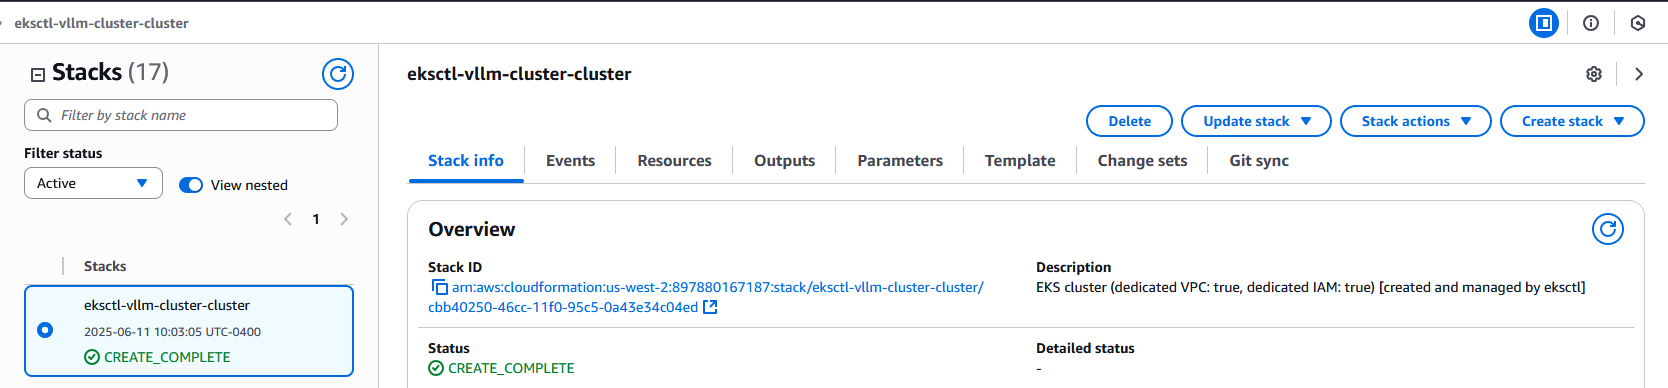 eksctl-vllm-cluster-cluster
Stacks (17)
Filter by stack name
Filter status
Active
View nested
1
Stacks
eksctl-vllm-cluster-cluster
2025-06-11 10:03:05 UTC-0400
CREATE_COMPLETE
eksctl-vllm-cluster-cluster
Delete
Update stack
Stack actions
Create stack
Stack info
Events
Resources
Outputs
Parameters
Template
Change sets
Git sync
Overview
Stack ID
arn:aws:cloudformation:us-west-2:897880167187:stack/eksctl-vllm-cluster-cluster/
cbb40250-46cc-11f0-95c5-0a43e34c04ed
Description
EKS cluster (dedicated VPC: true, dedicated IAM: true) [created and managed by eksctl]
Status
CREATE_COMPLETE
Detailed status
-